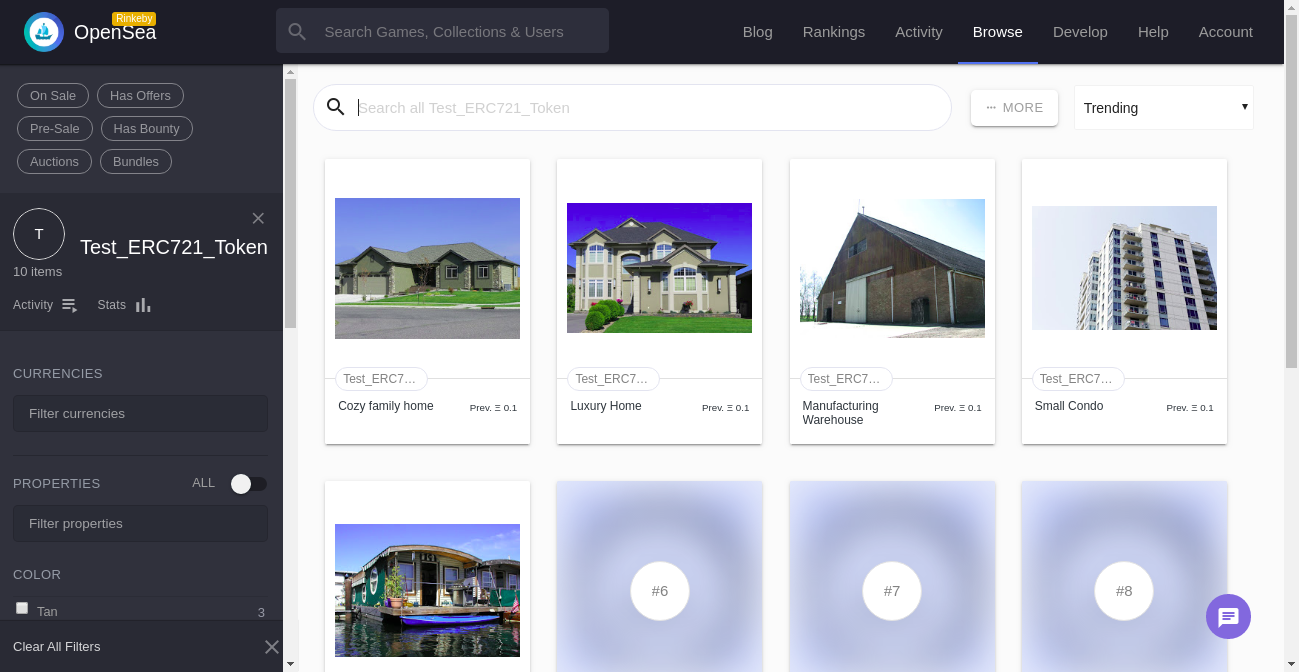 Rinkeby
OpenSea
Search Games, Collections & Users
Blog Rankings Activity Browse Develop Help Account
On Sale Has Offers
Pre-Sale Has Bounty
Auctions Bundles
T
Test_ERC721_Token
10 items
Activity Stats
CURRENCIES
Filter currencies
PROPERTIES ALL
Filter properties
COLOR
Tan 3
Clear All Filters
Search all Test_ERC721_Token
MORE
Trending
Test_ERC7…
Cozy family home Prev. Ξ 0.1
Test_ERC7…
Luxury Home Prev. Ξ 0.1
Test_ERC7…
Manufacturing Warehouse Prev. Ξ 0.1
Test_ERC7…
Small Condo Prev. Ξ 0.1
#6
#7
#8